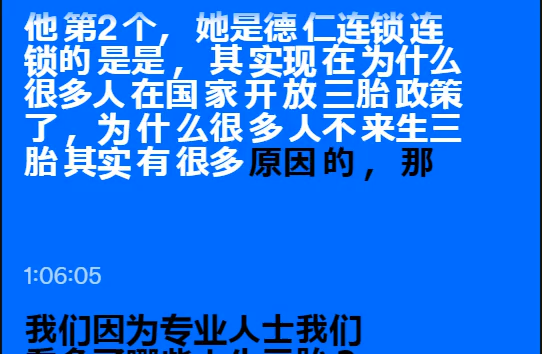 他第2个，她是德仁连锁连
锁的是是，其实现在为什么
很多人在国家开放三胎政策
了，为什么很多人不来生三
胎其实有很多原因的，那
1:06:05
我们因为专业人士我们